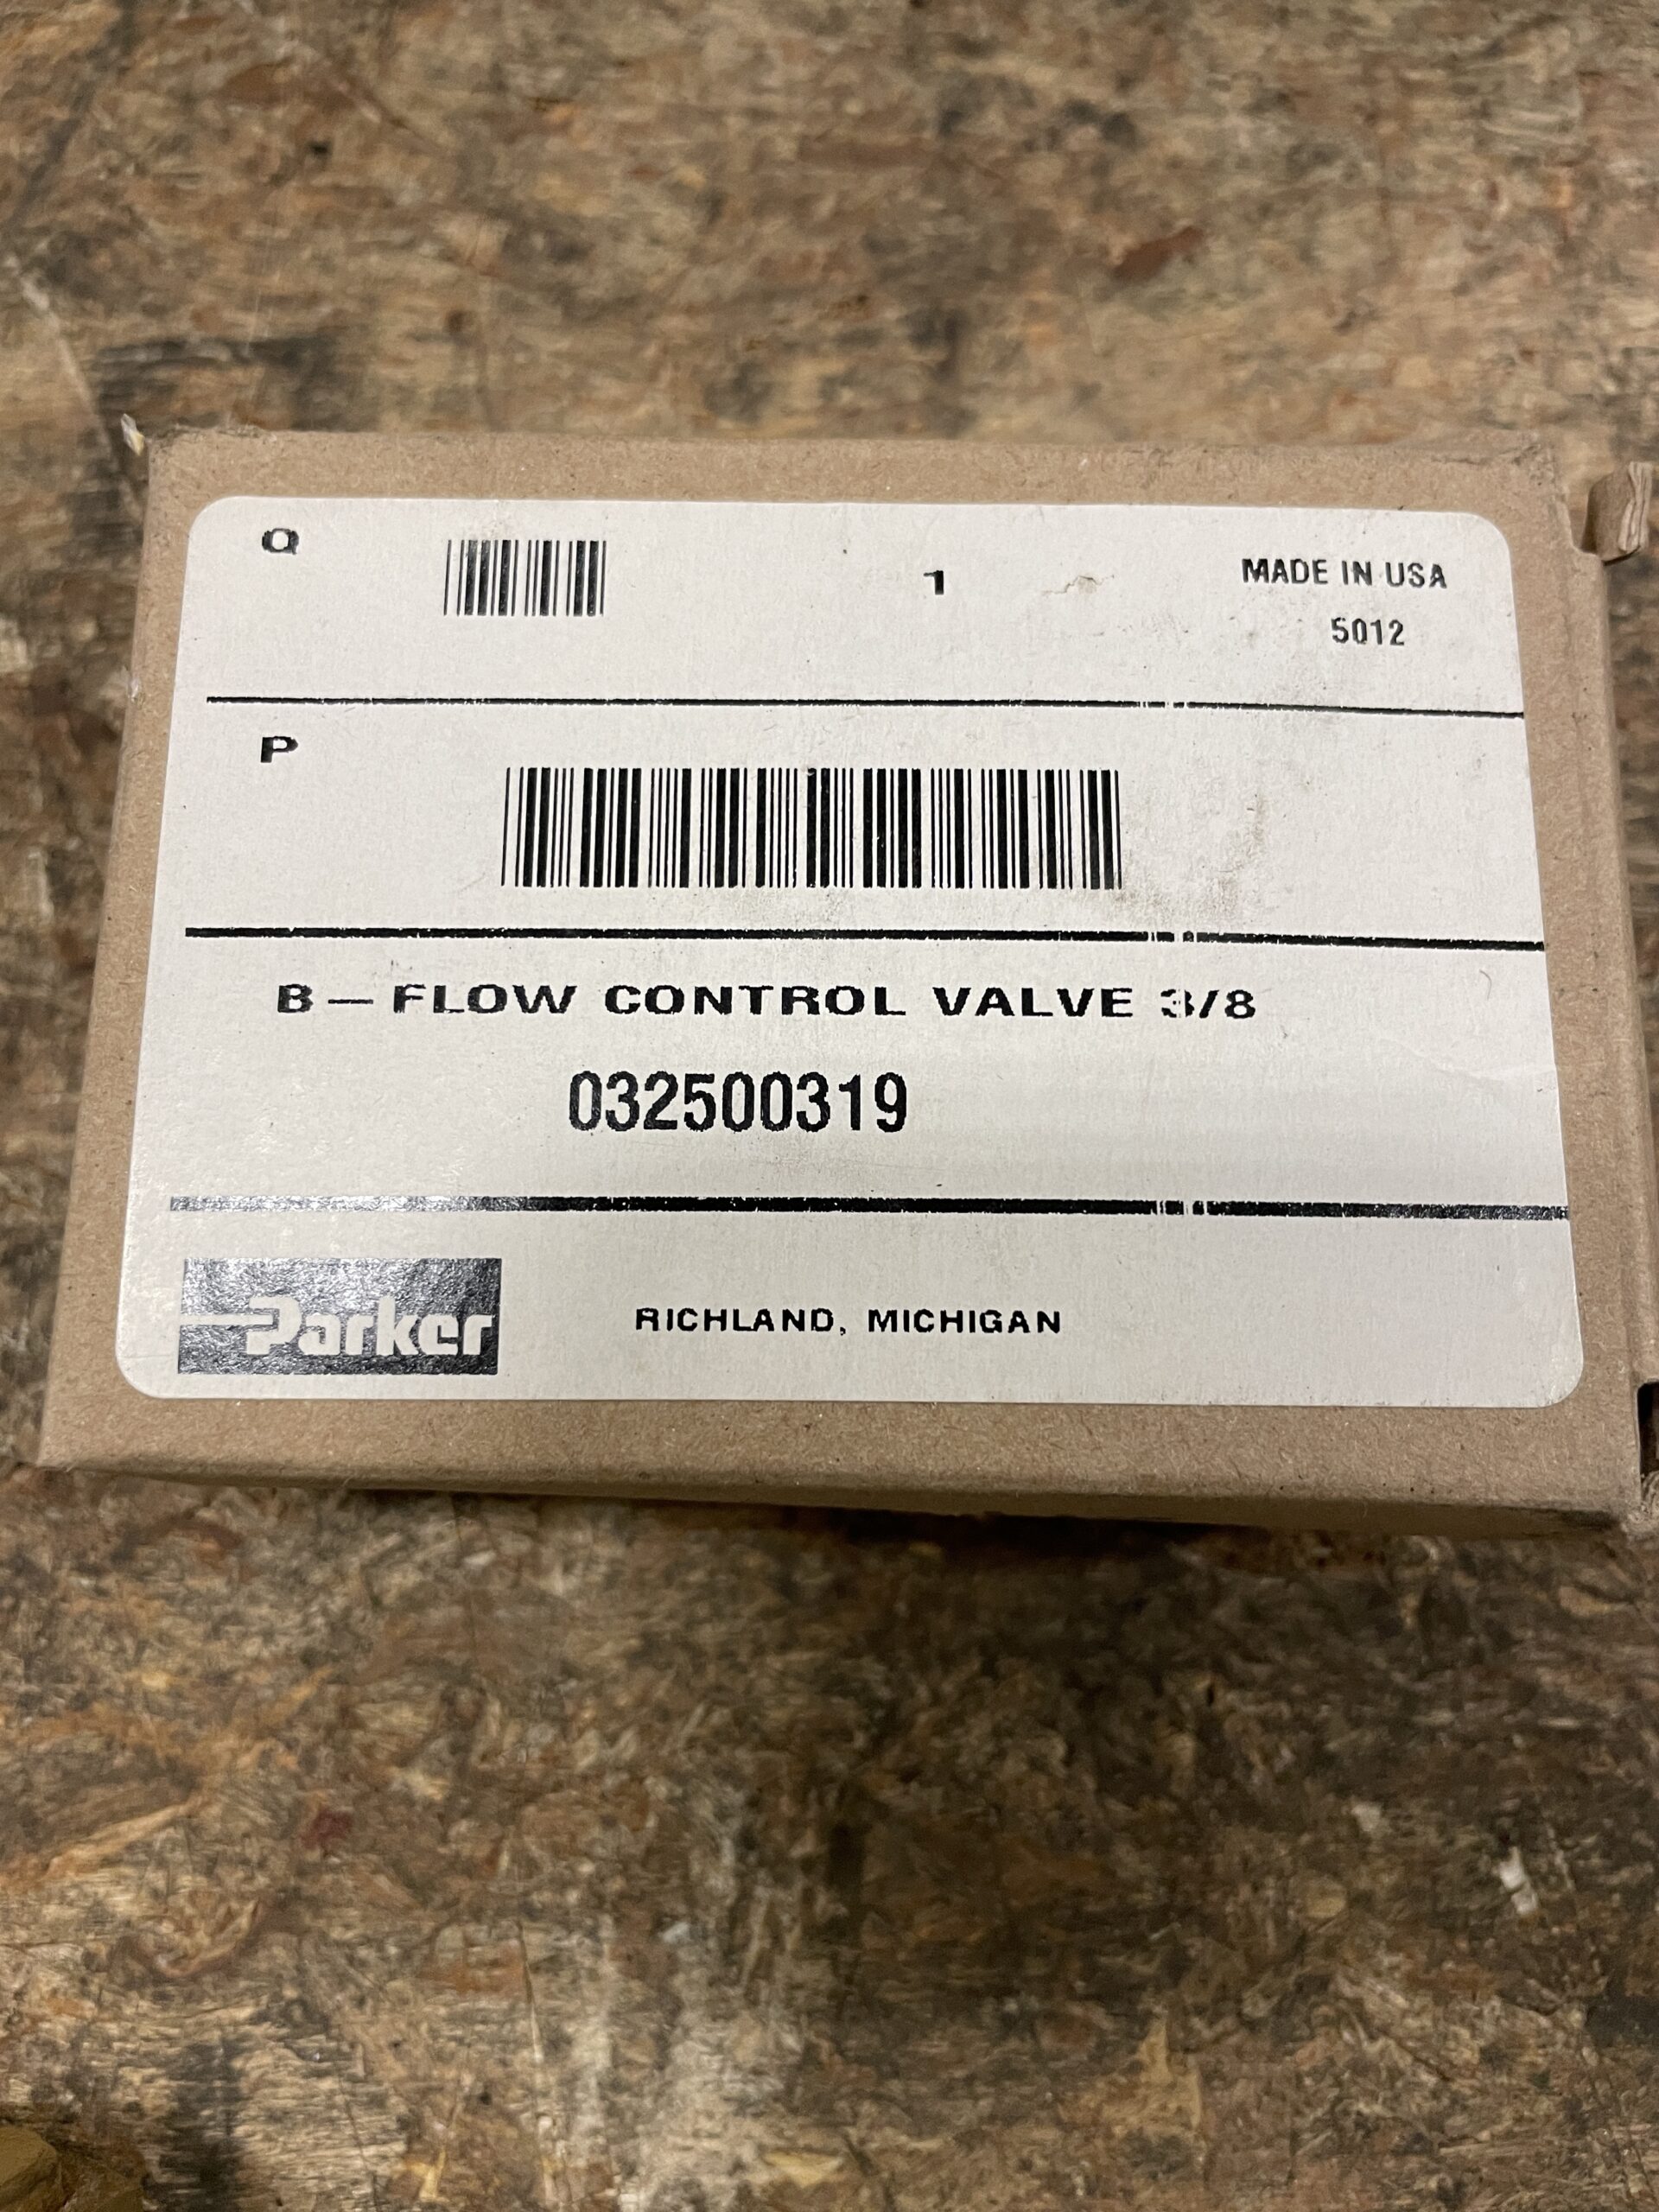 Q
1
MADE IN USA
5012
P
B — FLOW CONTROL VALVE 3/8
032500319
Parker
RICHLAND, MICHIGAN